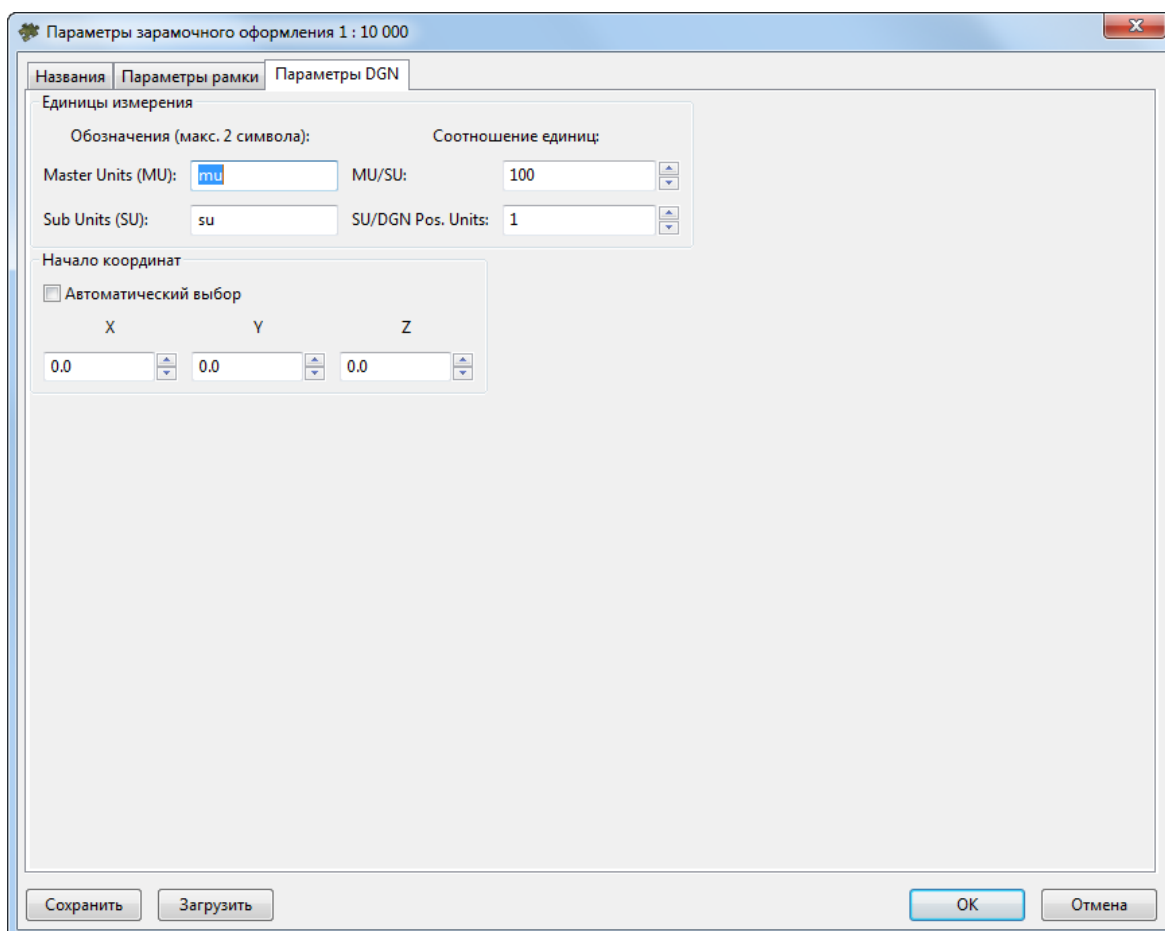 Параметры зарамочного оформления 1 : 10 000
Названия Параметры рамки Параметры DGN
Единицы измерения
Обозначения (макс. 2 символа): Соотношение единиц:
Master Units (MU): mu MU/SU: 100
Sub Units (SU): su SU/DGN Pos. Units: 1
Начало координат
Автоматический выбор
X Y Z
0.0 0.0 0.0
Сохранить Загрузить OK Отмена